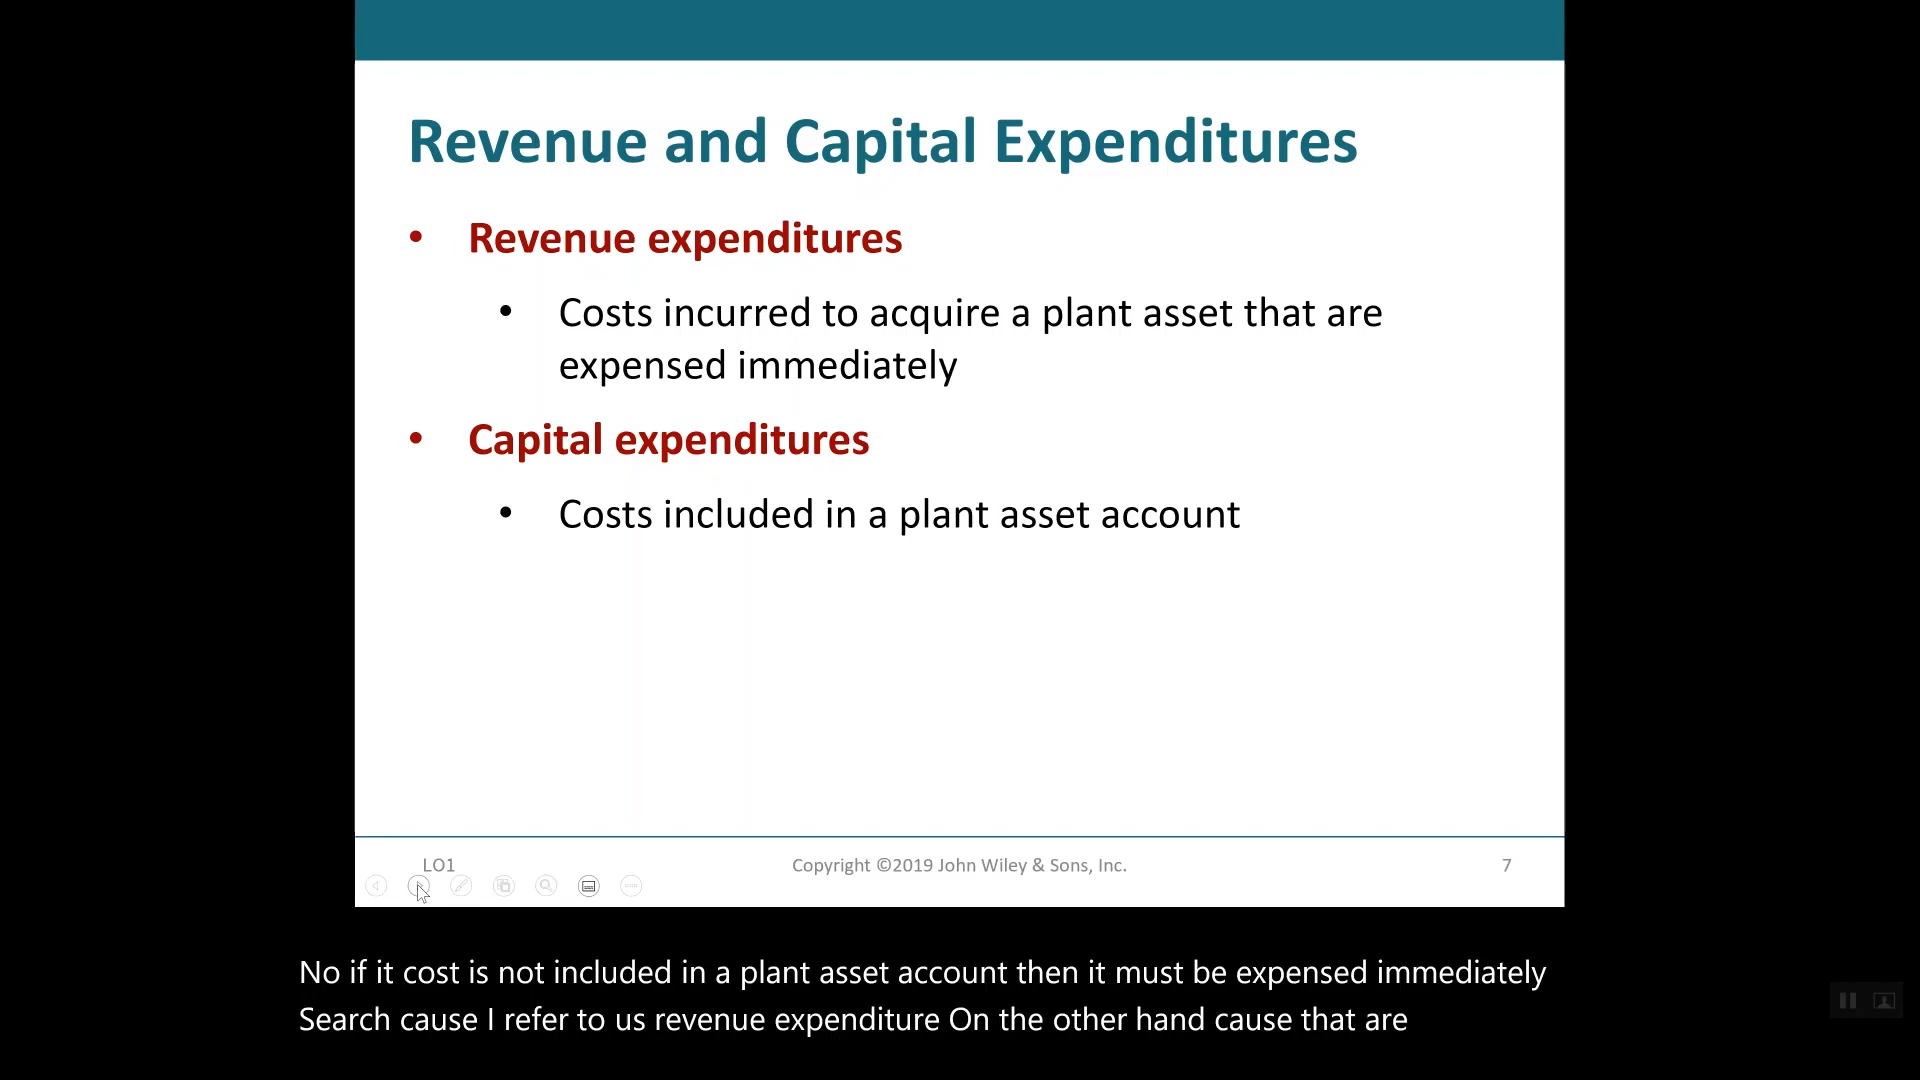 Revenue and Capital Expenditures
• Revenue expenditures
• Costs incurred to acquire a plant asset that are
expensed immediately
• Capital expenditures
• Costs included in a plant asset account
LO1
Copyright ©2019 John Wiley & Sons, Inc.
7
No if it cost is not included in a plant asset account then it must be expensed immediately
Search cause I refer to us revenue expenditure On the other hand cause that are